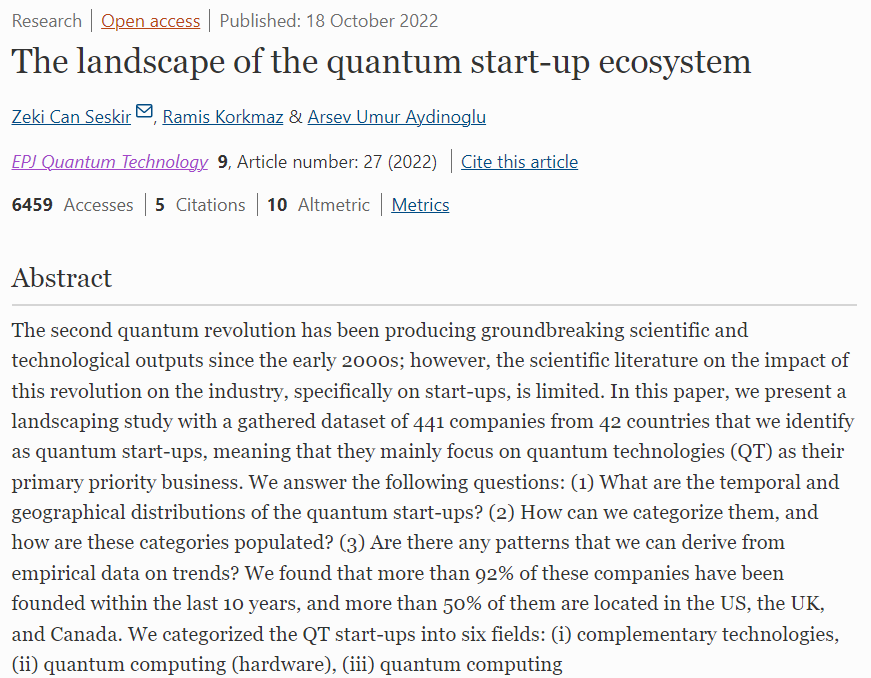 Research | Open access | Published: 18 October 2022
The landscape of the quantum start-up ecosystem
Zeki Can Seskir, Ramis Korkmaz & Arsev Umur Aydinoglu
EPJ Quantum Technology 9, Article number: 27 (2022) | Cite this article
6459 Accesses | 5 Citations | 10 Altmetric | Metrics
Abstract
The second quantum revolution has been producing groundbreaking scientific and
technological outputs since the early 2000s; however, the scientific literature on the impact of
this revolution on the industry, specifically on start-ups, is limited. In this paper, we present a
landscaping study with a gathered dataset of 441 companies from 42 countries that we identify
as quantum start-ups, meaning that they mainly focus on quantum technologies (QT) as their
primary priority business. We answer the following questions: (1) What are the temporal and
geographical distributions of the quantum start-ups? (2) How can we categorize them, and
how are these categories populated? (3) Are there any patterns that we can derive from
empirical data on trends? We found that more than 92% of these companies have been
founded within the last 10 years, and more than 50% of them are located in the US, the UK,
and Canada. We categorized the QT start-ups into six fields: (i) complementary technologies,
(ii) quantum computing (hardware), (iii) quantum computing